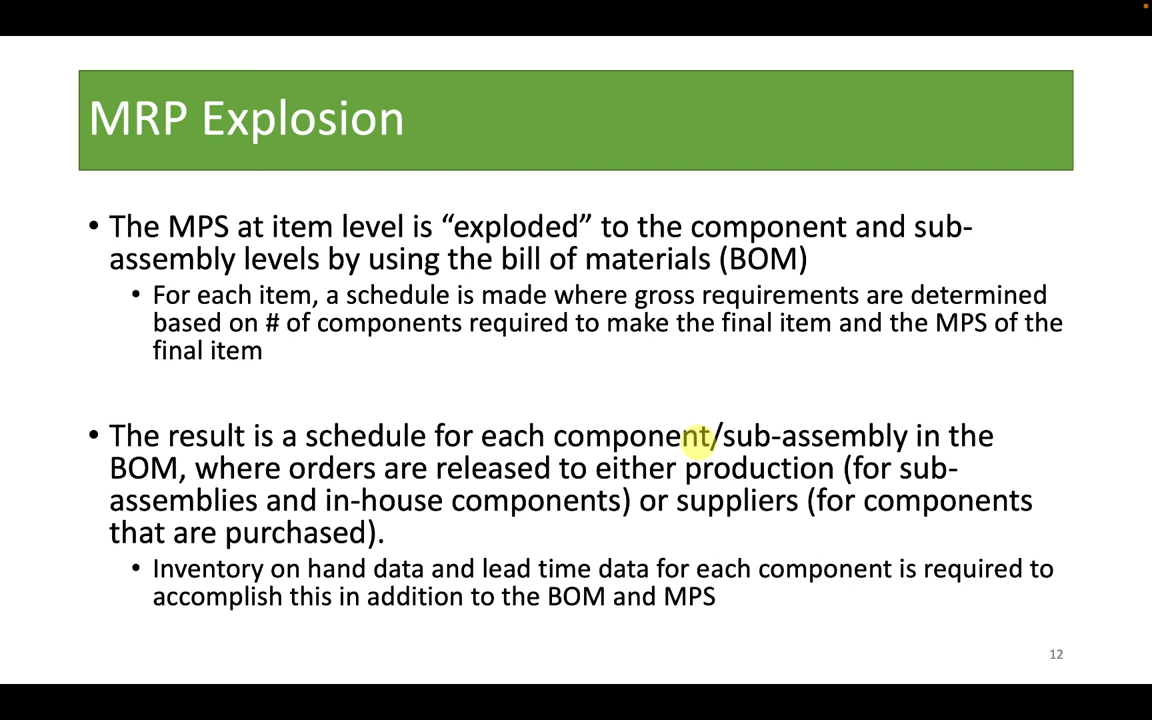 MRP Explosion
• The MPS at item level is “exploded” to the component and sub-
assembly levels by using the bill of materials (BOM)
• For each item, a schedule is made where gross requirements are determined
based on # of components required to make the final item and the MPS of the
final item
• The result is a schedule for each component/sub-assembly in the
BOM, where orders are released to either production (for sub-
assemblies and in-house components) or suppliers (for components
that are purchased).
• Inventory on hand data and lead time data for each component is required to
accomplish this in addition to the BOM and MPS
12